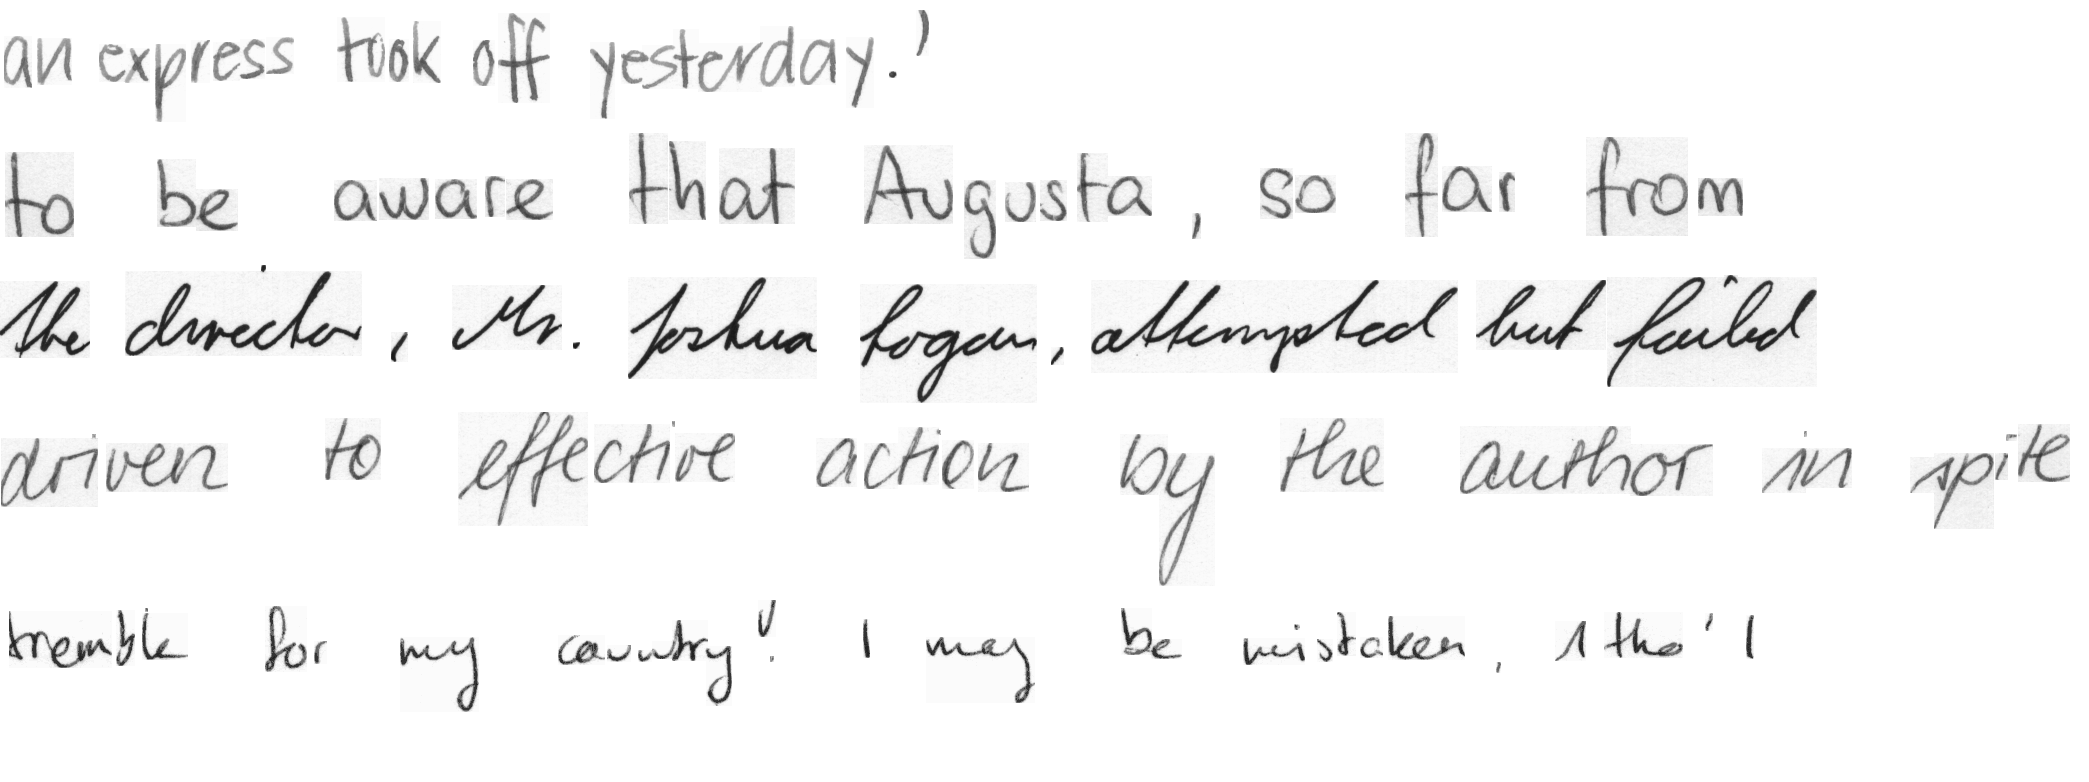 an express took off yesterday.'
to be aware that Augusta, so far from
the director, Mr. Joshua Logan, attempted but failed
driven to effective action by the author in spite
tremble for my country! I may be mistaken, 1 tho' I